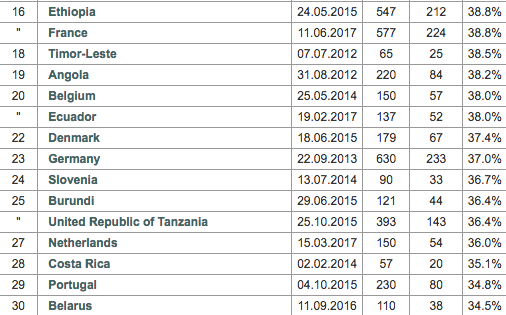 16 Ethiopia 24.05.2015 547 212 38.8%
" France 11.06.2017 577 224 38.8%
18 Timor-Leste 07.07.2012 65 25 38.5%
19 Angola 31.08.2012 220 84 38.2%
20 Belgium 25.05.2014 150 57 38.0%
" Ecuador 19.02.2017 137 52 38.0%
22 Denmark 18.06.2015 179 67 37.4%
23 Germany 22.09.2013 630 233 37.0%
24 Slovenia 13.07.2014 90 33 36.7%
25 Burundi 29.06.2015 121 44 36.4%
" United Republic of Tanzania 25.10.2015 393 143 36.4%
27 Netherlands 15.03.2017 150 54 36.0%
28 Costa Rica 02.02.2014 57 20 35.1%
29 Portugal 04.10.2015 230 80 34.8%
30 Belarus 11.09.2016 110 38 34.5%